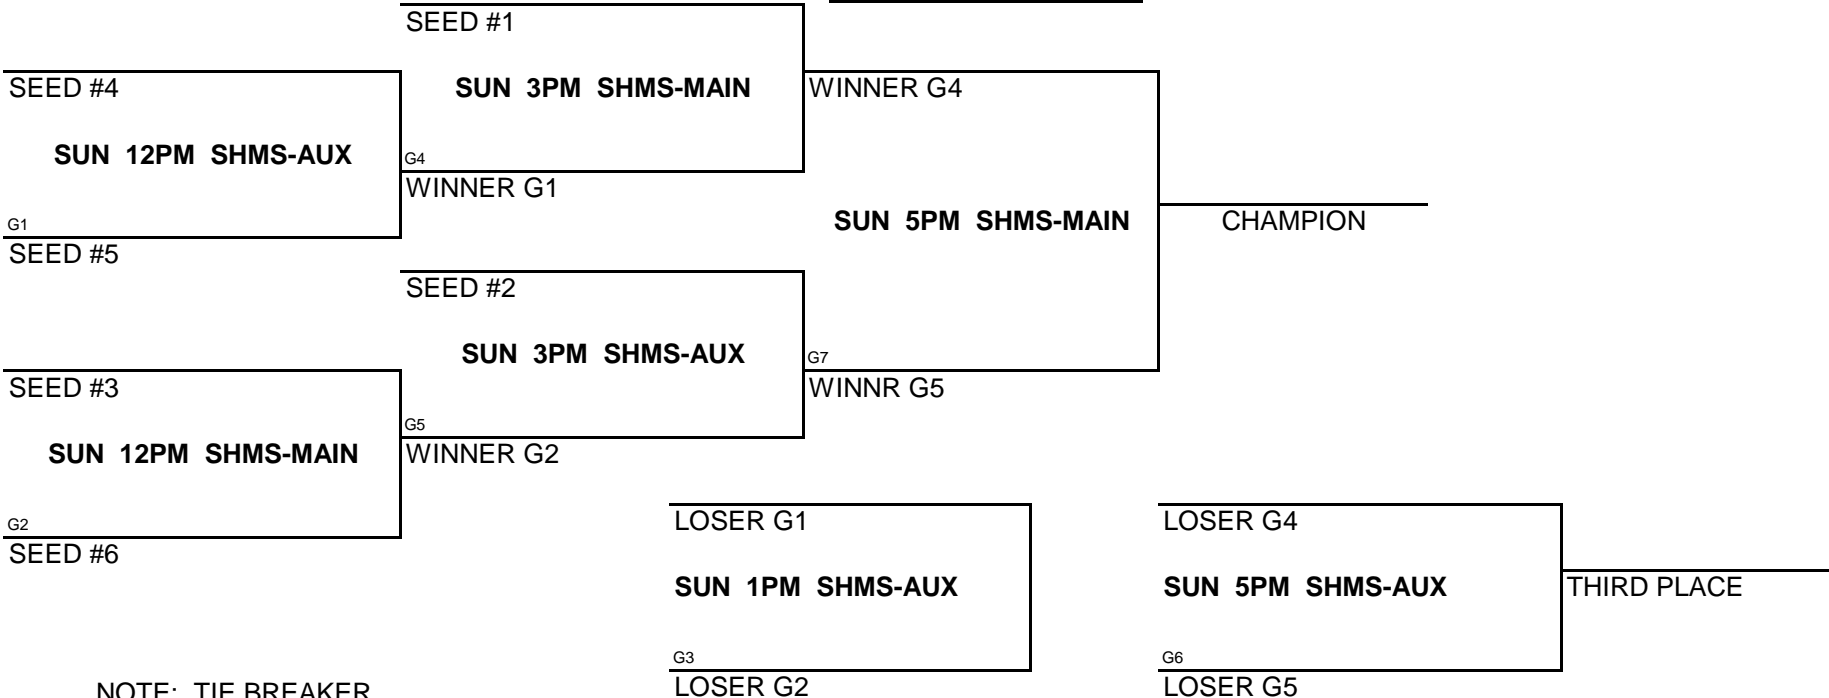 SEED #1
SEED #4
SUN 3PM SHMS-MAIN
WINNER G4
SUN 12PM SHMS-AUX
G4
WINNER G1
G1
SUN 5PM SHMS-MAIN
CHAMPION
SEED #5
SEED #2
SUN 3PM SHMS-AUX
G7
SEED #3
WINNR G5
G5
SUN 12PM SHMS-MAIN
WINNER G2
G2
LOSER G1
LOSER G4
SEED #6
SUN 1PM SHMS-AUX
SUN 5PM SHMS-AUX
THIRD PLACE
G3
G6
NOTE: TIE BREAKER
LOSER G2
LOSER G5